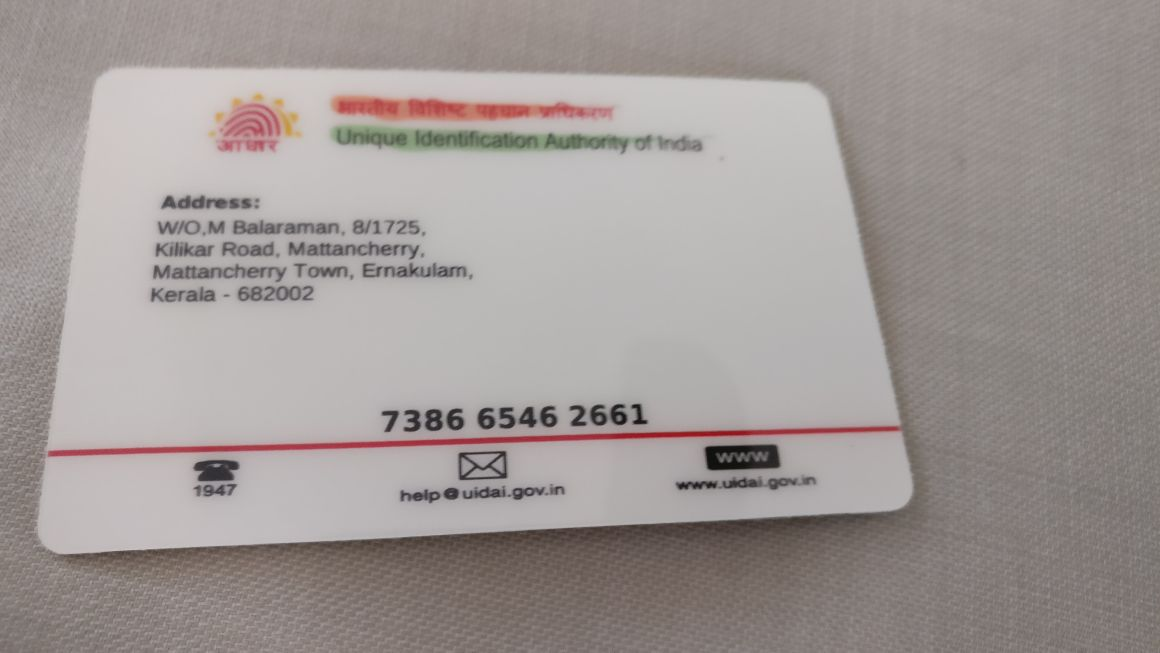 आधार
भारतीय विशिष्ट पहचान प्राधिकरण
Unique Identification Authority of India
Address:
W/O,M Balaraman, 8/1725,
Kilikar Road, Mattancherry,
Mattancherry Town, Ernakulam,
Kerala - 682002
7386 6546 2661
1947
help@uidai.gov.in
WWW
www.uidai.gov.in